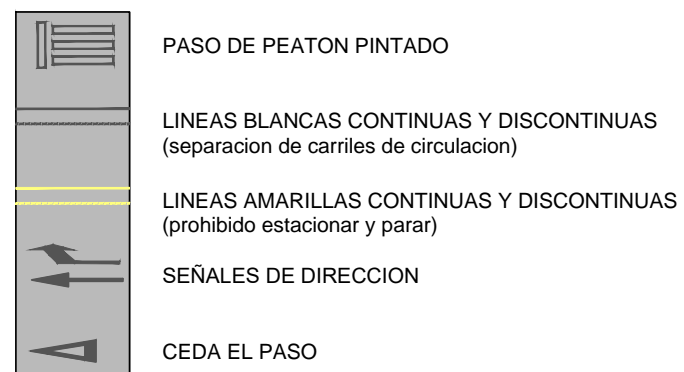 PASO DE PEATON PINTADO
LINEAS BLANCAS CONTINUAS Y DISCONTINUAS
(separacion de carriles de circulacion)
LINEAS AMARILLAS CONTINUAS Y DISCONTINUAS
(prohibido estacionar y parar)
SEÑALES DE DIRECCION
CEDA EL PASO